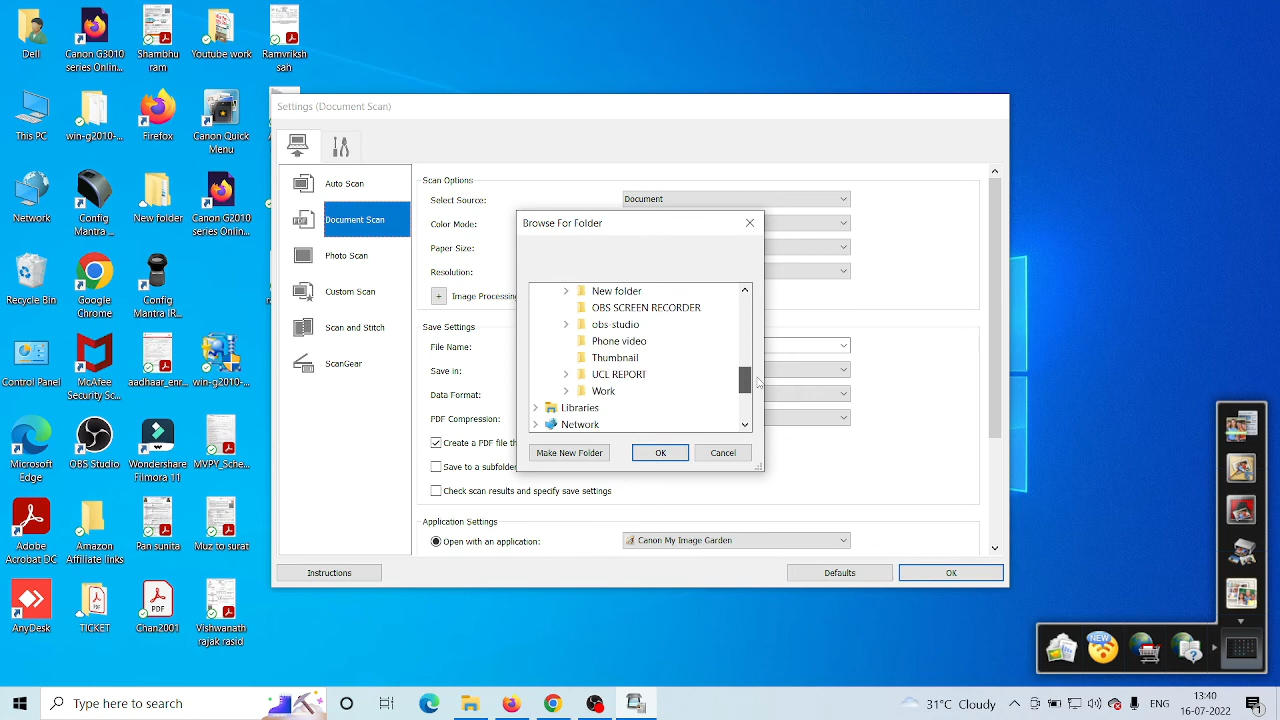 Dell
Canon G3010 series Onlin...
Shambhu ram
Youtube work
Ramvriksh sah
This PC
win-g2010-...
Firefox
Canon Quick Menu
Network
Config Mantra ...
New folder
Canon G2010 series Onlin...
Recycle Bin
Google Chrome
Config Mantra IR...
Control Panel
McAfee Security Sc...
aadhaar_enr...
win-g2010-...
Microsoft Edge
OBS Studio
Wondershare Filmora 11
MVPY_Sche...
Adobe Acrobat DC
Amazon Affiliate links
Pan sunita
Muz to surat
AnyDesk
TICKET
Chan2001
Vishwanath rajak rasid
Settings (Document Scan)
Auto Scan
Document Scan
Photo Scan
Custom Scan
Scan and Stitch
ScanGear
Scan Options
Select Source:
Document
Color Mode:
Paper Size:
Resolution:
Image Processing
Save Settings
File Name:
Save in:
Data Format:
PDF Compression:
Create a PDF file th
Save to a subfolder
Check scan results and specify save settings
Application Settings
Open with an application:
Canon My Image Garden
Instructions
Defaults
OK
Browse For Folder
New folder
OBS SCREEN RECORDER
obs-studio
Phone video
Thumbnail
UCL REPORT
Work
Libraries
Network
Make New Folder
OK
Cancel
NEW
Type here to search
31°C Cloudy
ENG
13:40
16-07-2022